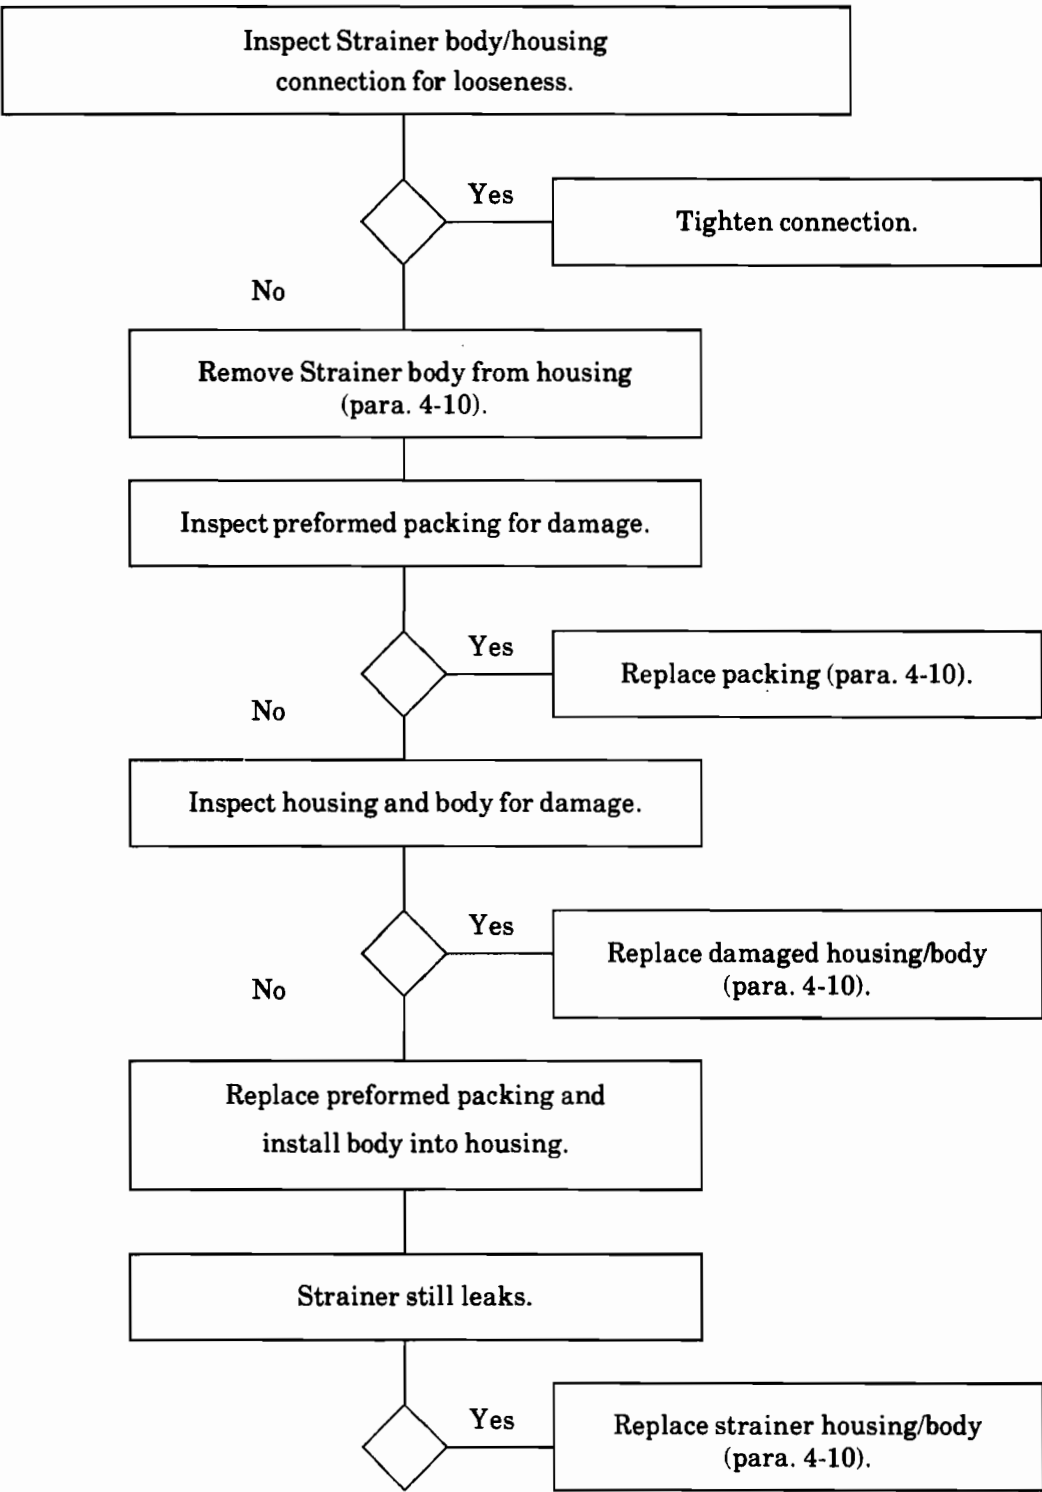 Inspect Strainer body/housing
connection for looseness.
Yes
Tighten connection.
No
Remove Strainer body from housing
(para. 4-10).
Inspect preformed packing for damage.
Yes
Replace packing (para. 4-10).
No
Inspect housing and body for damage.
Yes
Replace damaged housing/body
(para. 4-10).
No
Replace preformed packing and
install body into housing.
Strainer still leaks.
Yes
Replace strainer housing/body
(para. 4-10).